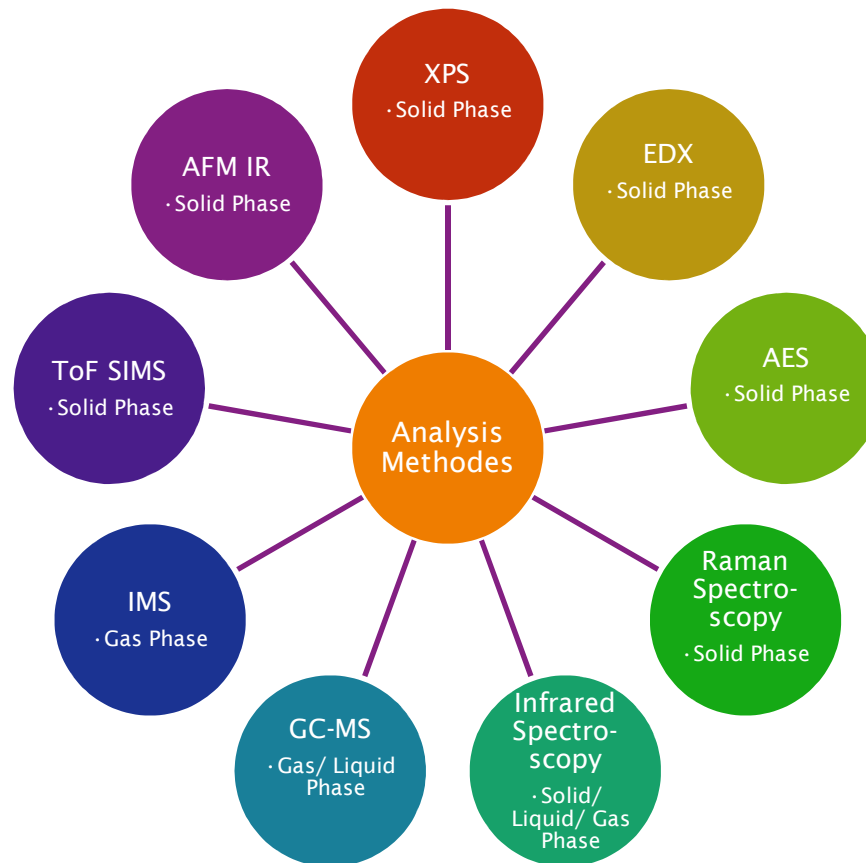 XPS
·Solid Phase
EDX
·Solid Phase
AES
·Solid Phase
Raman
Spectro-
scopy
·Solid Phase
Infrared
Spectro-
scopy
·Solid/
Liquid/ Gas
Phase
GC-MS
·Gas/ Liquid
Phase
IMS
·Gas Phase
ToF SIMS
·Solid Phase
AFM IR
·Solid Phase
Analysis
Methodes